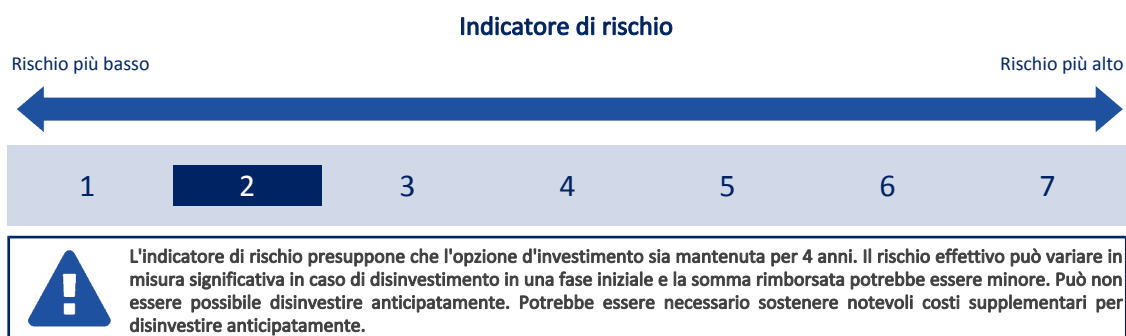 Indicatore di rischio
Rischio più basso
Rischio più alto
1 2 3 4 5 6 7
L'indicatore di rischio presuppone che l'opzione d'investimento sia mantenuta per 4 anni. Il rischio effettivo può variare in
misura significativa in caso di disinvestimento in una fase iniziale e la somma rimborsata potrebbe essere minore. Può non
essere possibile disinvestire anticipatamente. Potrebbe essere necessario sostenere notevoli costi supplementari per
disinvestire anticipatamente.